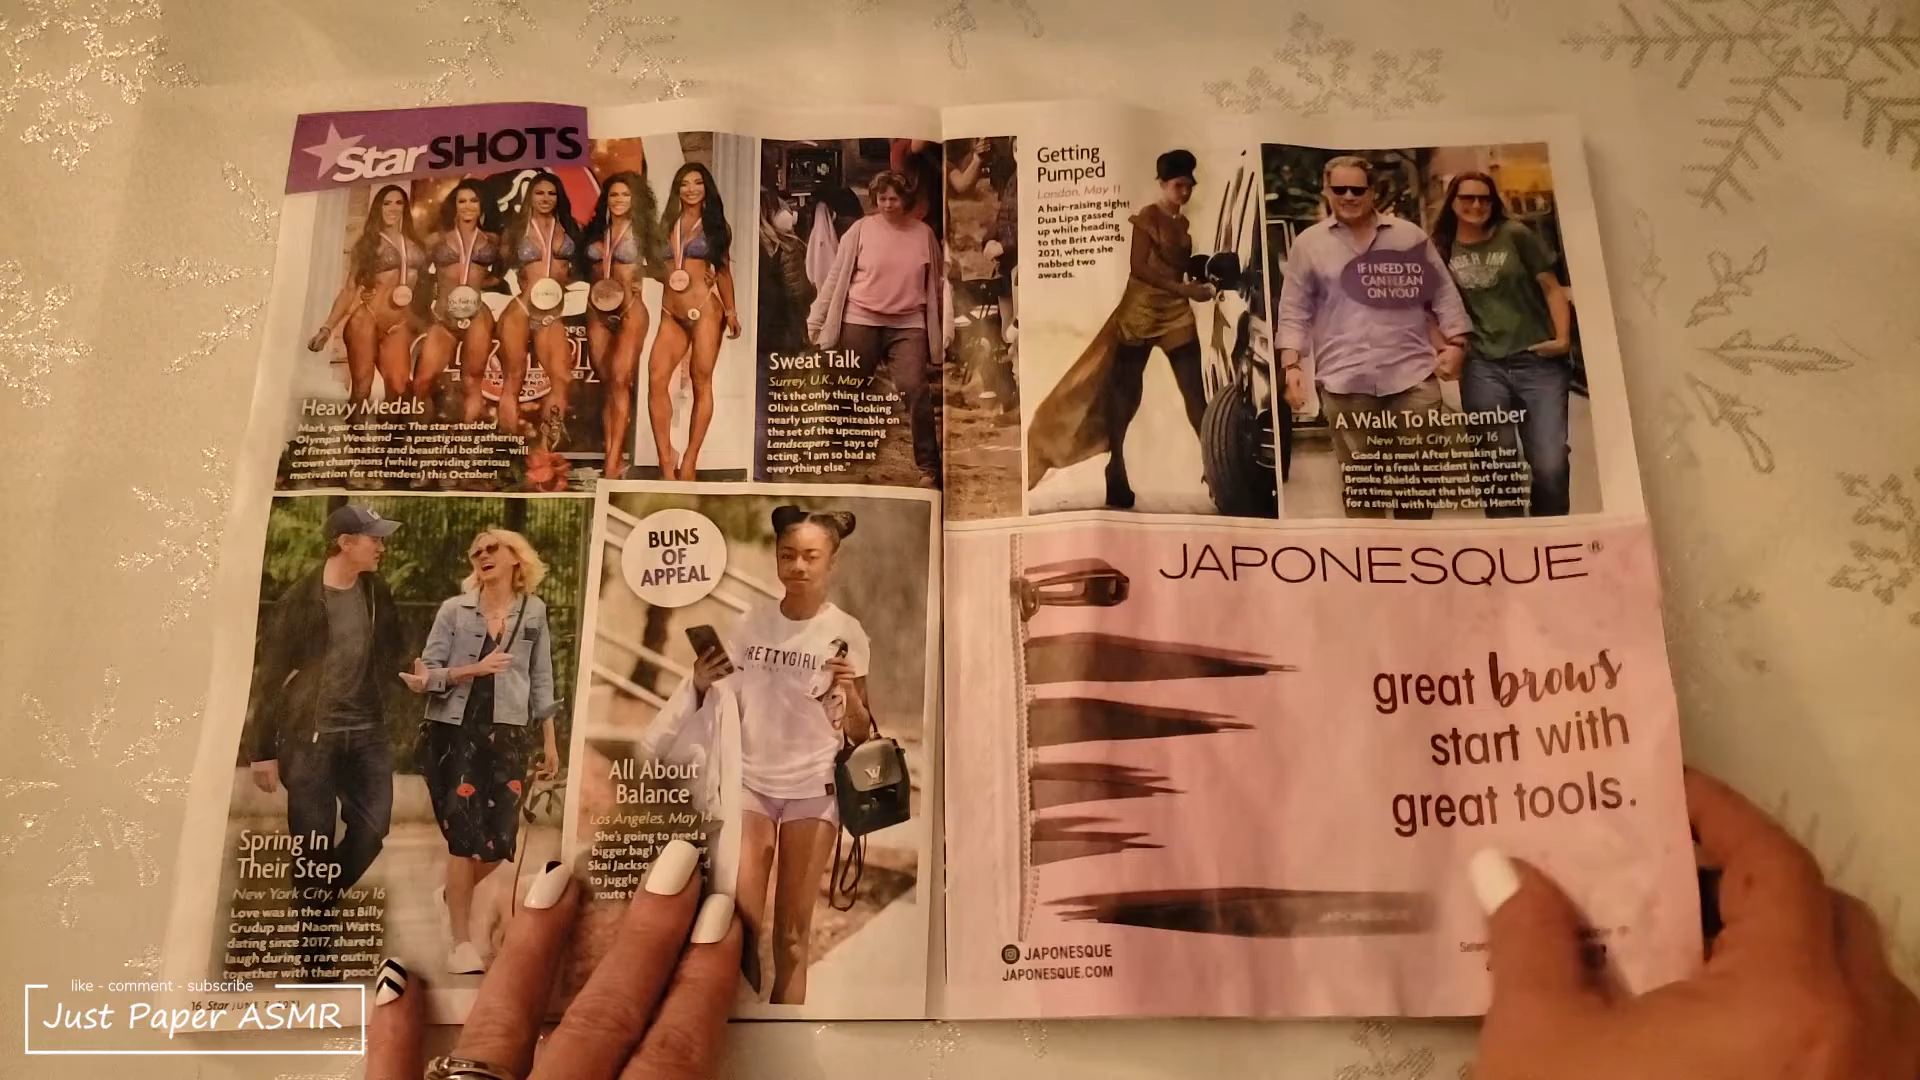 Star SHOTS
Heavy Medals
Mark your calendars: The star-studded
Olympia Weekend — a prestigious gathering
of fitness fanatics and beautiful bodies — will
crown champions (while providing serious
motivation for attendees) this October!
Sweat Talk
Surrey, U.K., May 7
"It's the only thing I can do,"
Olivia Colman — looking
nearly unrecognizeable on
the set of the upcoming
Landscapers — says of
acting. "I am so bad at
everything else."
Spring In
Their Step
New York City, May 16
Love was in the air as Billy
Crudup and Naomi Watts,
dating since 2017, shared a
laugh during a rare outing
together with their pooch
BUNS
OF
APPEAL
PRETTYGIRL
All About
Balance
Los Angeles, May 14
She's going to need a
bigger bag!
Skai
to juggle
route
16 Star JUNE 7, 2021
Getting
Pumped
London, May 11
A hair-raising sight!
Dua Lipa gassed
up while heading
to the Brit Awards
2021, where she
nabbed two
awards.
IF I NEED TO,
CAN I LEAN
ON YOU?
A Walk To Remember
New York City, May 16
Good as new! After breaking her
femur in a freak accident in February,
Brooke Shields ventured out for the
first time without the help of a cane
for a stroll with hubby Chris Henchy.
JAPONESQUE®
great brows
start with
great tools.
JAPONESQUE
JAPONESQUE
JAPONESQUE.COM
like - comment - subscribe
Just Paper ASMR